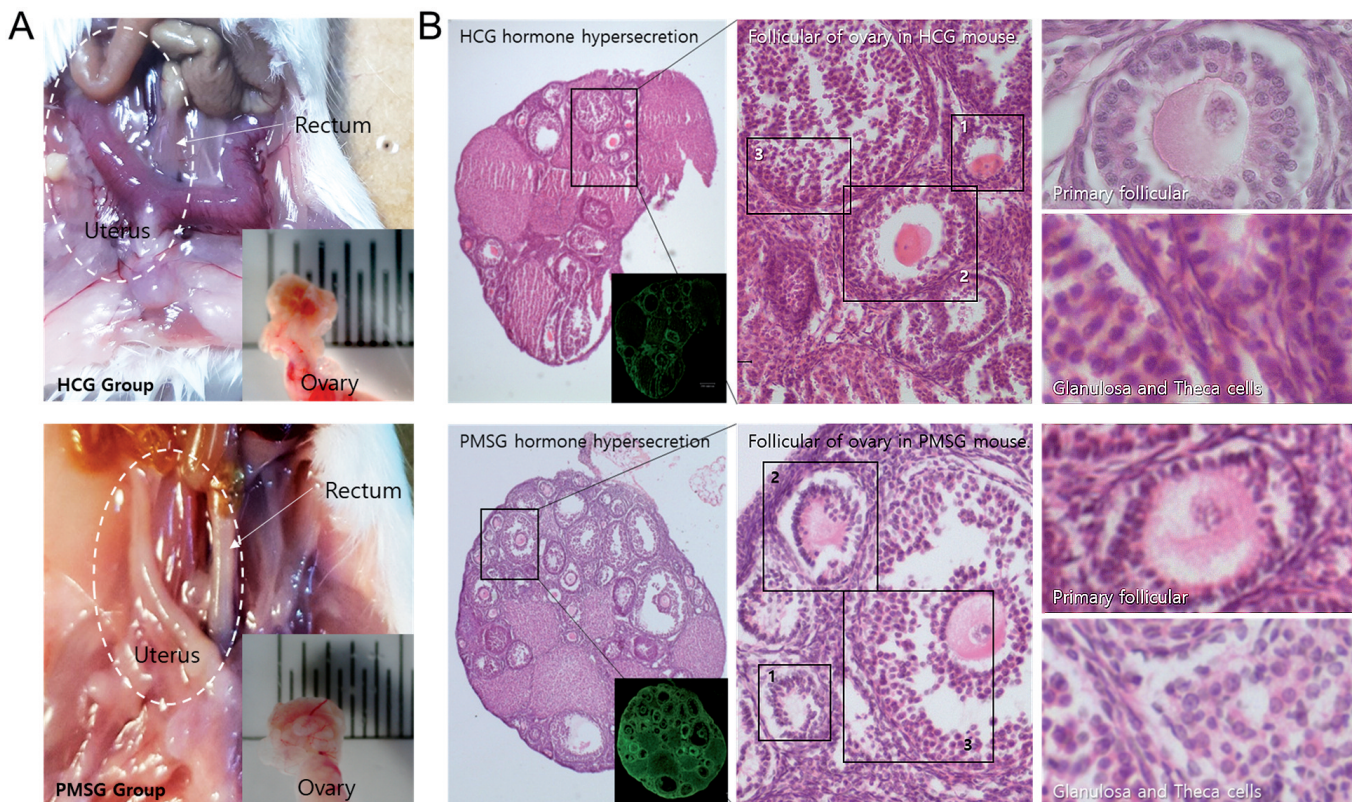 A
B
Rectum
Uterus
HCG Group
Ovary
HCG hormone hypersecretion
Follicular of ovary in HCG mouse.
1
3
2
Primary follicular
Glanulosa and Theca cells
Rectum
Uterus
PMSG Group
Ovary
PMSG hormone hypersecretion
Follicular of ovary in PMSG mouse.
2
1
3
Primary follicular
Glanulosa and Theca cells